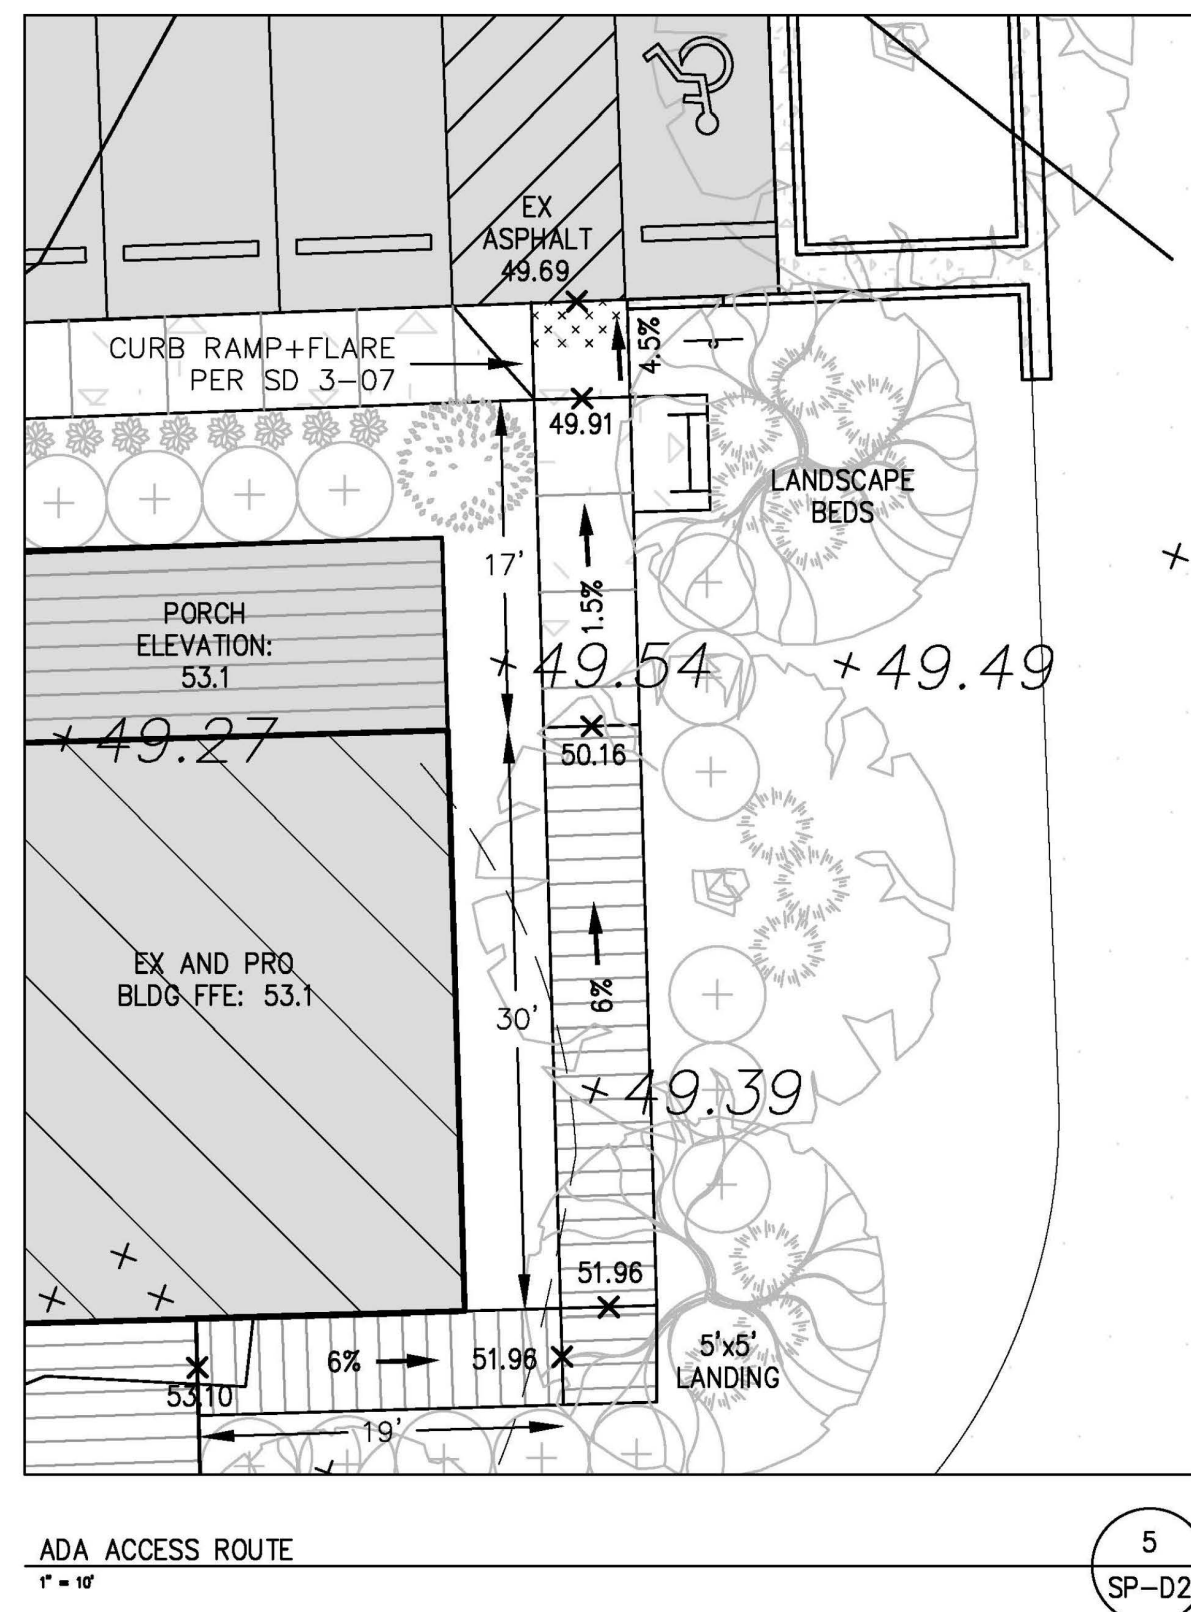 EX
ASPHALT
49.69
CURB RAMP+FLARE
PER SD 3-07
4.5%
49.91
LANDSCAPE
BEDS
17'
1.5%
PORCH
ELEVATION:
53.1
49.54
49.49
49.27
50.16
EX AND PRO
BLDG FFE: 53.1
6%
30'
49.39
51.96
6%
51.96
5'x5'
LANDING
53.10
19'
ADA ACCESS ROUTE
1" = 10'
5
SP-D2